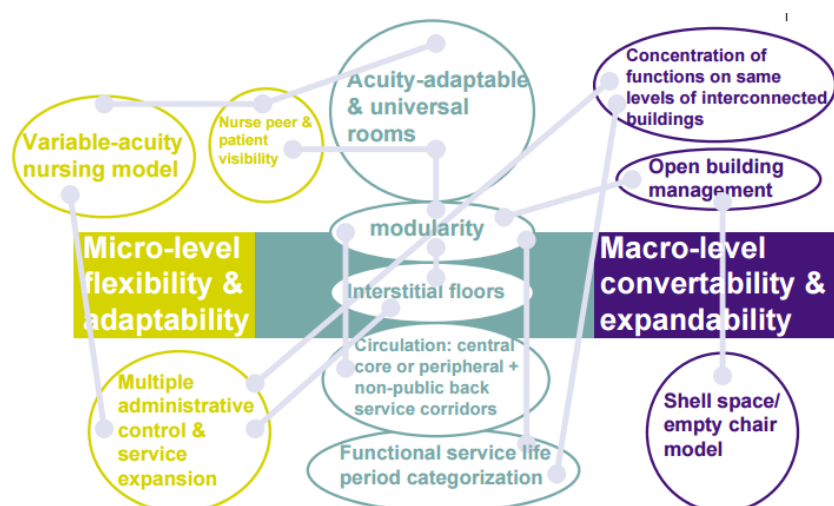 Acuity-adaptable
& universal
rooms
Concentration of
functions on same
levels of interconnected
buildings
Variable-acuity
nursing model
Nurse peer &
patient
visibility
Open building
management
modularity
Micro-level
flexibility &
adaptability
Interstitial floors
Macro-level
convertability &
expandability
Circulation: central
core or peripheral +
non-public back
service corridors
Multiple
administrative
control &
service
expansion
Functional service life
period categorization
Shell space/
empty chair
model